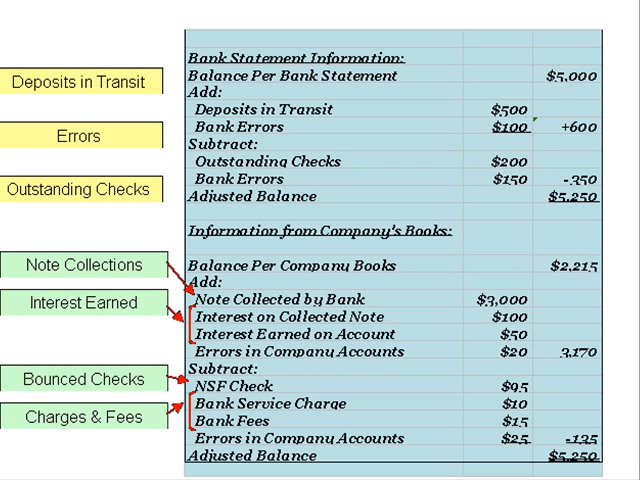 Deposits in Transit
Errors
Outstanding Checks
Note Collections
Interest Earned
Bounced Checks
Charges & Fees
Bank Statement Information:
Balance Per Bank Statement $5,000
Add:
Deposits in Transit $500
Bank Errors $100 +600
Subtract:
Outstanding Checks $200
Bank Errors $150 -350
Adjusted Balance $5,250
Information from Company's Books:
Balance Per Company Books $2,215
Add:
Note Collected by Bank $3,000
Interest on Collected Note $100
Interest Earned on Account $50
Errors in Company Accounts $20 3,170
Subtract:
NSF Check $95
Bank Service Charge $10
Bank Fees $15
Errors in Company Accounts $25 -135
Adjusted Balance $5,250